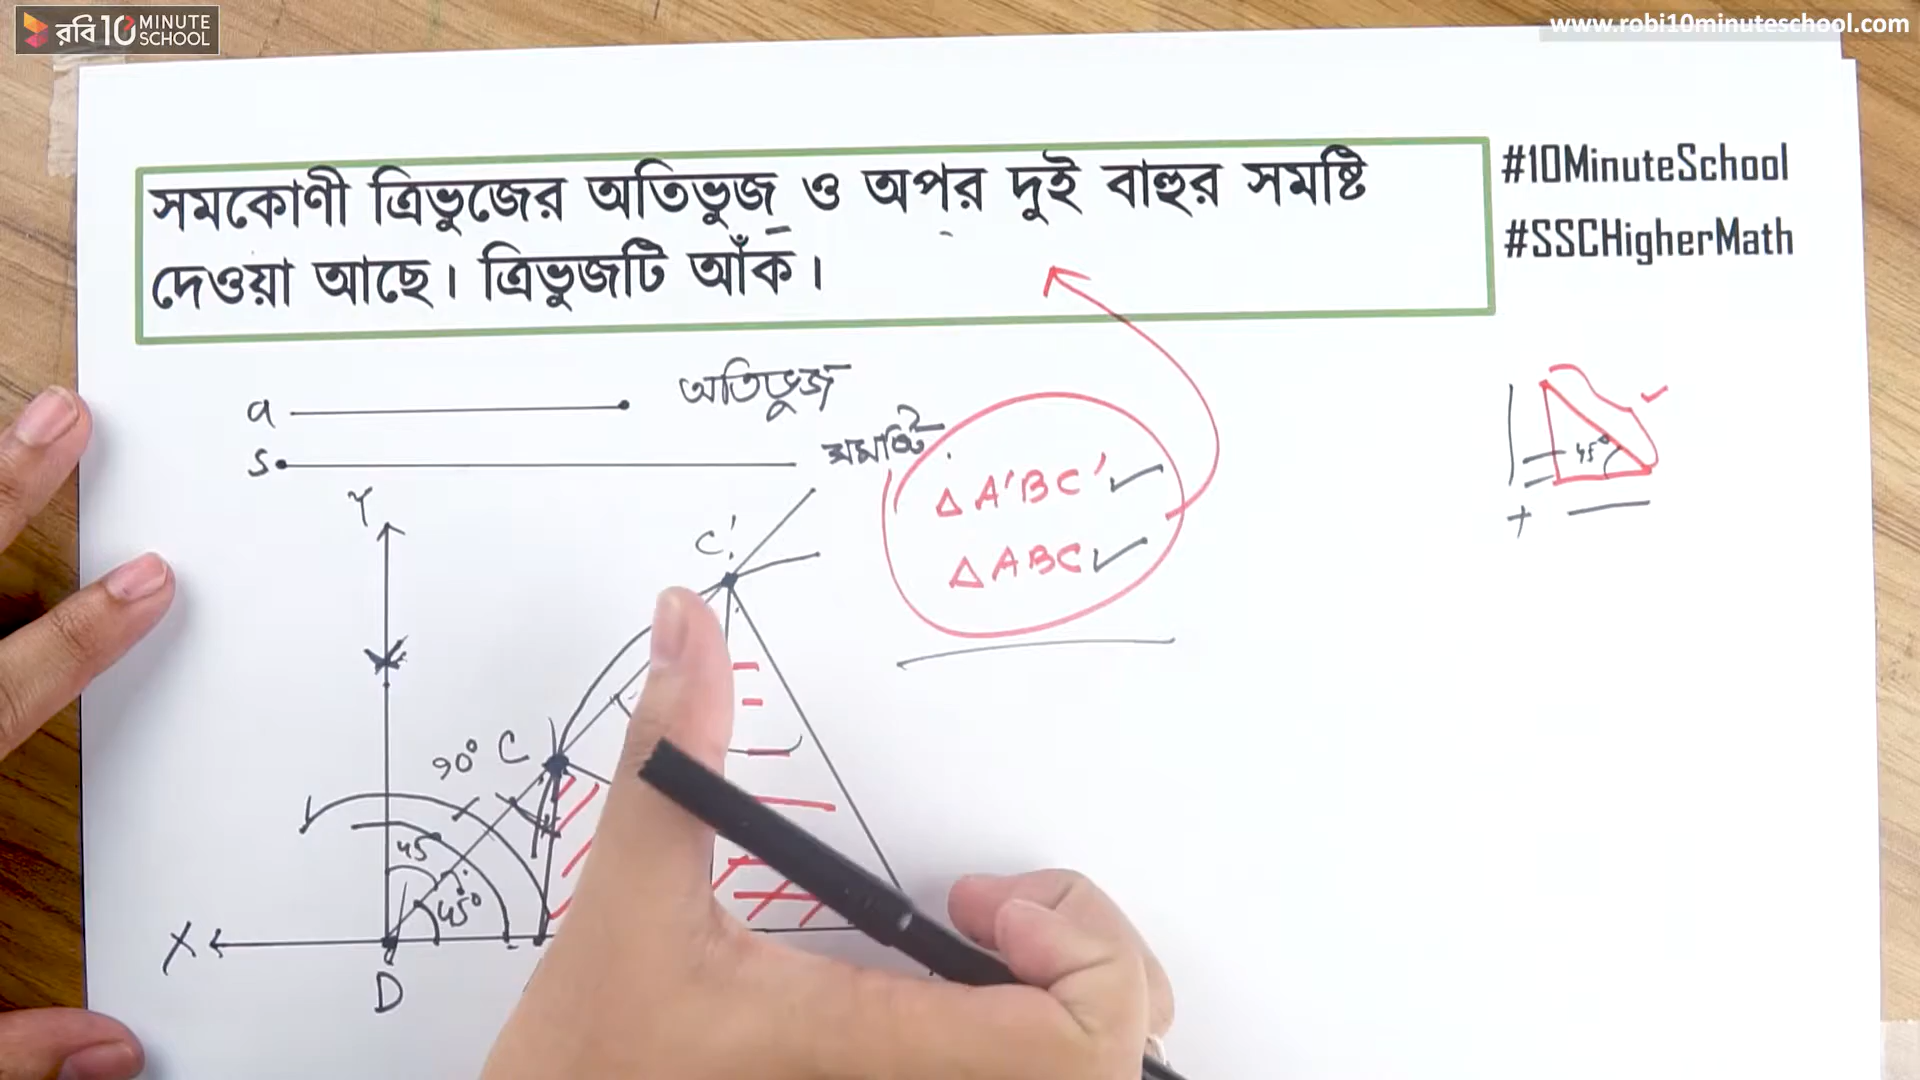 রবি 10 MINUTE SCHOOL
www.robi10minuteschool.com
সমকোণী ত্রিভুজের অতিভুজ ও অপর দুই বাহুর সমষ্টি
দেওয়া আছে। ত্রিভুজটি আঁক।
#10MinuteSchool
#SSCHigherMath
a অতিভুজ
s সমষ্টি
Y
C'
△ A'BC' ✓
△ ABC ✓
45°
+
90° C
45
45°
X
D